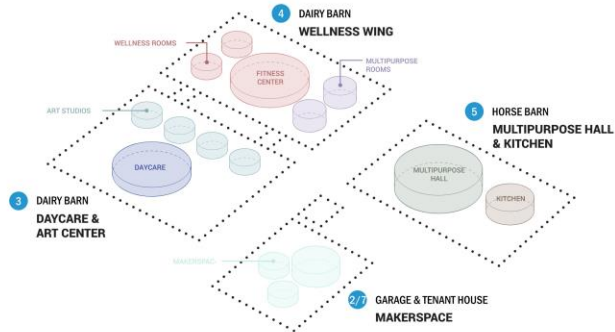 4 DAIRY BARN
WELLNESS WING
WELLNESS ROOMS
FITNESS
CENTER
MULTIPURPOSE
ROOMS
ART STUDIOS
DAYCARE
3 DAIRY BARN
DAYCARE &
ART CENTER
5 HORSE BARN
MULTIPURPOSE HALL
& KITCHEN
MULTIPURPOSE
HALL
KITCHEN
MAKERSPACE
2/7 GARAGE & TENANT HOUSE
MAKERSPACE